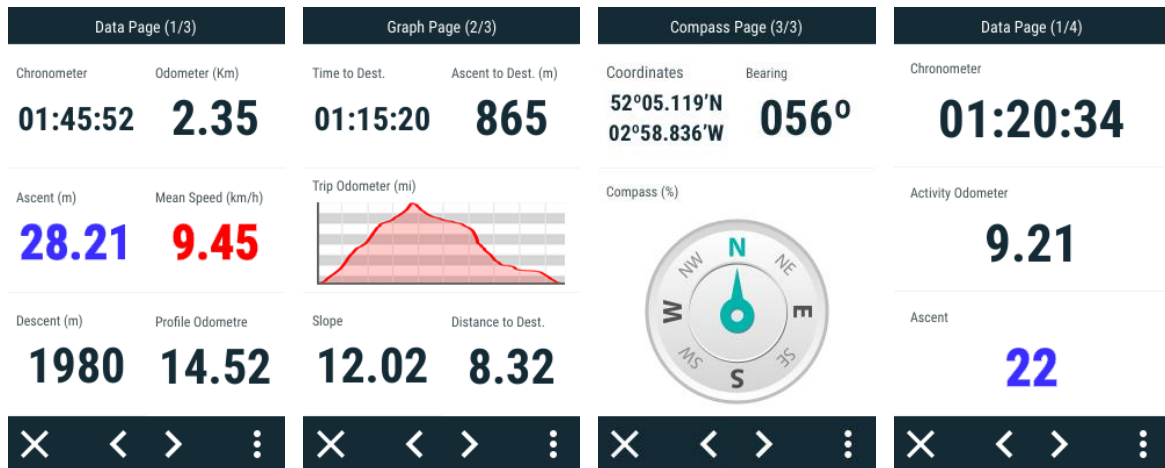 Data Page (1/3)
Chronometer Odometer (Km)
01:45:52 2.35
Ascent (m) Mean Speed (km/h)
28.21 9.45
Descent (m) Profile Odometre
1980 14.52
Graph Page (2/3)
Time to Dest. Ascent to Dest. (m)
01:15:20 865
Trip Odometer (mi)
Slope Distance to Dest.
12.02 8.32
Compass Page (3/3)
Coordinates Bearing
52º05.119’N 056º
02º58.836’W
Compass (%)
N
NW NE
W E
SW SE
S
Data Page (1/4)
Chronometer
01:20:34
Activity Odometer
9.21
Ascent
22